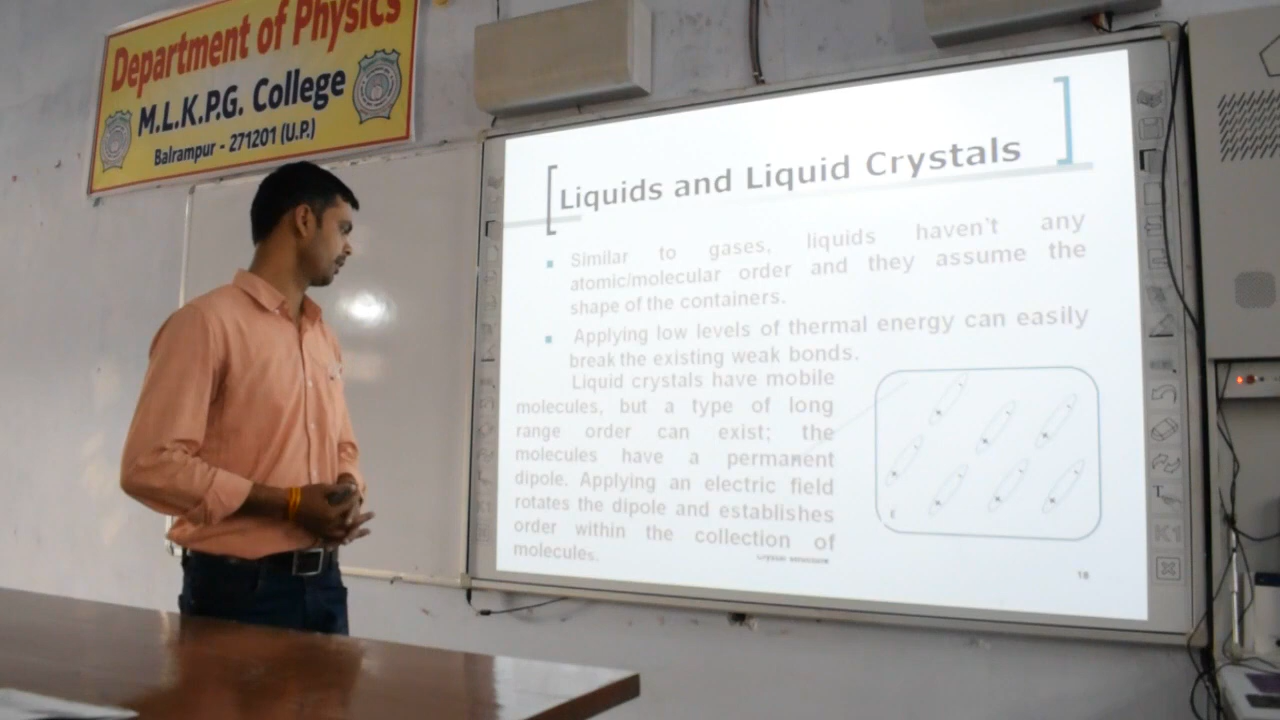 Department of Physics
M.L.K.P.G. College
Balrampur - 271201 (U.P.)
Liquids and Liquid Crystals
Similar to gases, liquids haven't any
atomic/molecular order and they assume the
shape of the containers.
Applying low levels of thermal energy can easily
break the existing weak bonds.
Liquid crystals have mobile
molecules, but a type of long
range order can exist; the
molecules have a permanent
dipole. Applying an electric field
rotates the dipole and establishes
order within the collection of
molecules.
Crystal Structure
18
K1